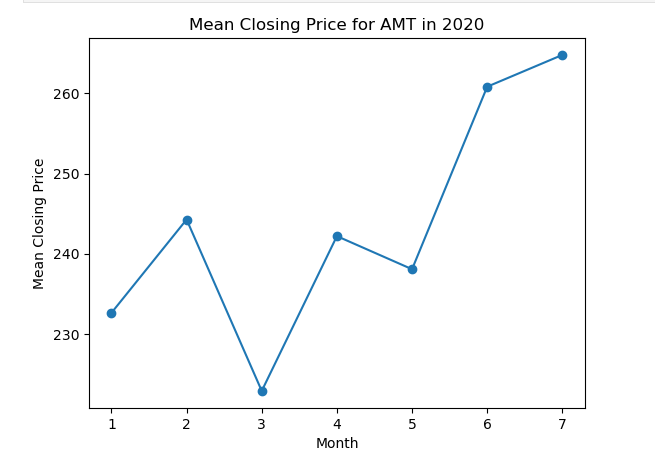 Mean Closing Price for AMT in 2020
260
250
240
230
Mean Closing Price
1 2 3 4 5 6 7
Month